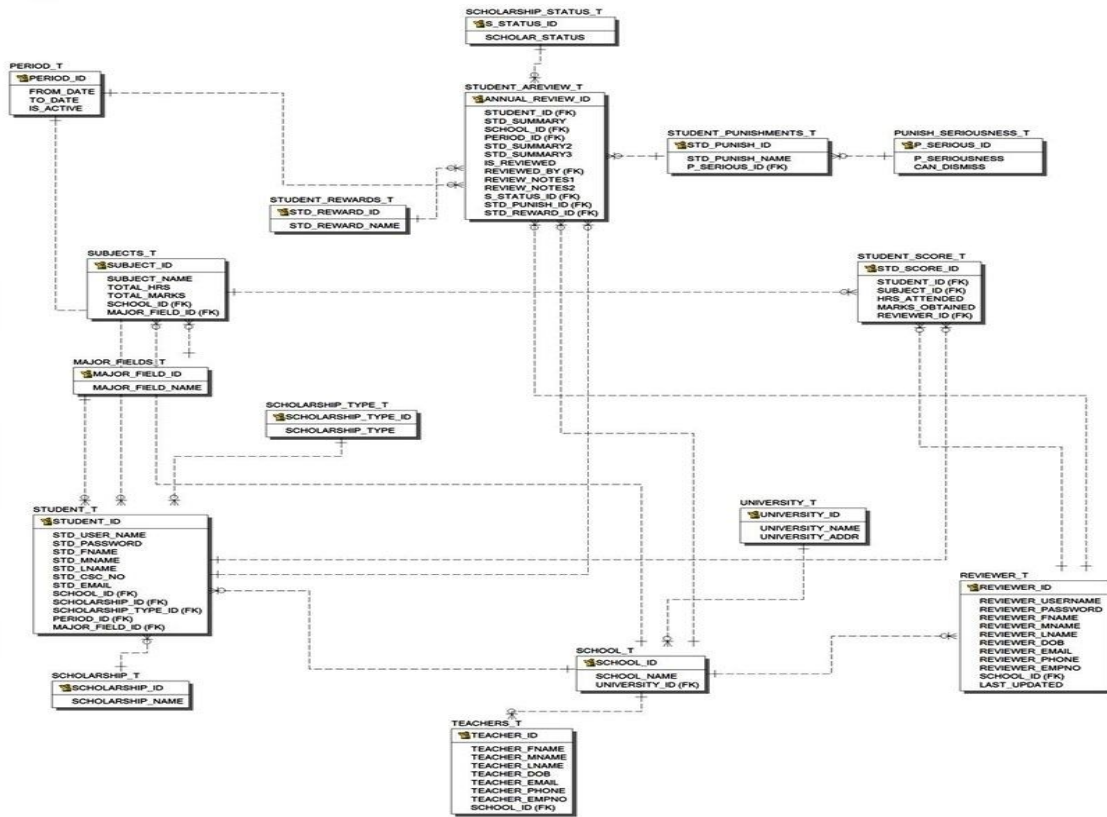 SCHOLARSHIP_STATUS_T
S_STATUS_ID
SCHOLAR_STATUS
PERIOD_T
PERIOD_ID
FROM_DATE
TO_DATE
IS_ACTIVE
STUDENT_AREVIEW_T
ANNUAL_REVIEW_ID
STUDENT_ID (FK)
STD_SUMMARY
SCHOOL_ID (FK)
PERIOD_ID (FK)
STD_SUMMARY2
STD_SUMMARY3
IS_REVIEWED
REVIEWED_BY (FK)
REVIEW_NOTES1
REVIEW_NOTES2
S_STATUS_ID (FK)
STD_PUNISH_ID (FK)
STD_REWARD_ID (FK)
STUDENT_PUNISHMENTS_T
STD_PUNISH_ID
STD_PUNISH_NAME
P_SERIOUS_ID (FK)
PUNISH_SERIOUSNESS_T
P_SERIOUS_ID
P_SERIOUSNESS
CAN_DISMISS
STUDENT_REWARDS_T
STD_REWARD_ID
STD_REWARD_NAME
SUBJECTS_T
SUBJECT_ID
SUBJECT_NAME
TOTAL_HRS
TOTAL_MARKS
SCHOOL_ID (FK)
MAJOR_FIELD_ID (FK)
STUDENT_SCORE_T
STD_SCORE_ID
STUDENT_ID (FK)
SUBJECT_ID (FK)
HRS_ATTENDED
MARKS_OBTAINED
REVIEWER_ID (FK)
MAJOR_FIELDS_T
MAJOR_FIELD_ID
MAJOR_FIELD_NAME
SCHOLARSHIP_TYPE_T
SCHOLARSHIP_TYPE_ID
SCHOLARSHIP_TYPE
STUDENT_T
STUDENT_ID
STD_USER_NAME
STD_PASSWORD
STD_FNAME
STD_MNAME
STD_LNAME
STD_CSC_NO
STD_EMAIL
SCHOOL_ID (FK)
SCHOLARSHIP_ID (FK)
SCHOLARSHIP_TYPE_ID (FK)
PERIOD_ID (FK)
MAJOR_FIELD_ID (FK)
UNIVERSITY_T
UNIVERSITY_ID
UNIVERSITY_NAME
UNIVERSITY_ADDR
REVIEWER_T
REVIEWER_ID
REVIEWER_USERNAME
REVIEWER_PASSWORD
REVIEWER_FNAME
REVIEWER_MNAME
REVIEWER_LNAME
REVIEWER_DOB
REVIEWER_EMAIL
REVIEWER_PHONE
REVIEWER_EMPNO
SCHOOL_ID (FK)
LAST_UPDATED
SCHOOL_T
SCHOOL_ID
SCHOOL_NAME
UNIVERSITY_ID (FK)
SCHOLARSHIP_T
SCHOLARSHIP_ID
SCHOLARSHIP_NAME
TEACHERS_T
TEACHER_ID
TEACHER_FNAME
TEACHER_MNAME
TEACHER_LNAME
TEACHER_DOB
TEACHER_EMAIL
TEACHER_PHONE
TEACHER_EMPNO
SCHOOL_ID (FK)